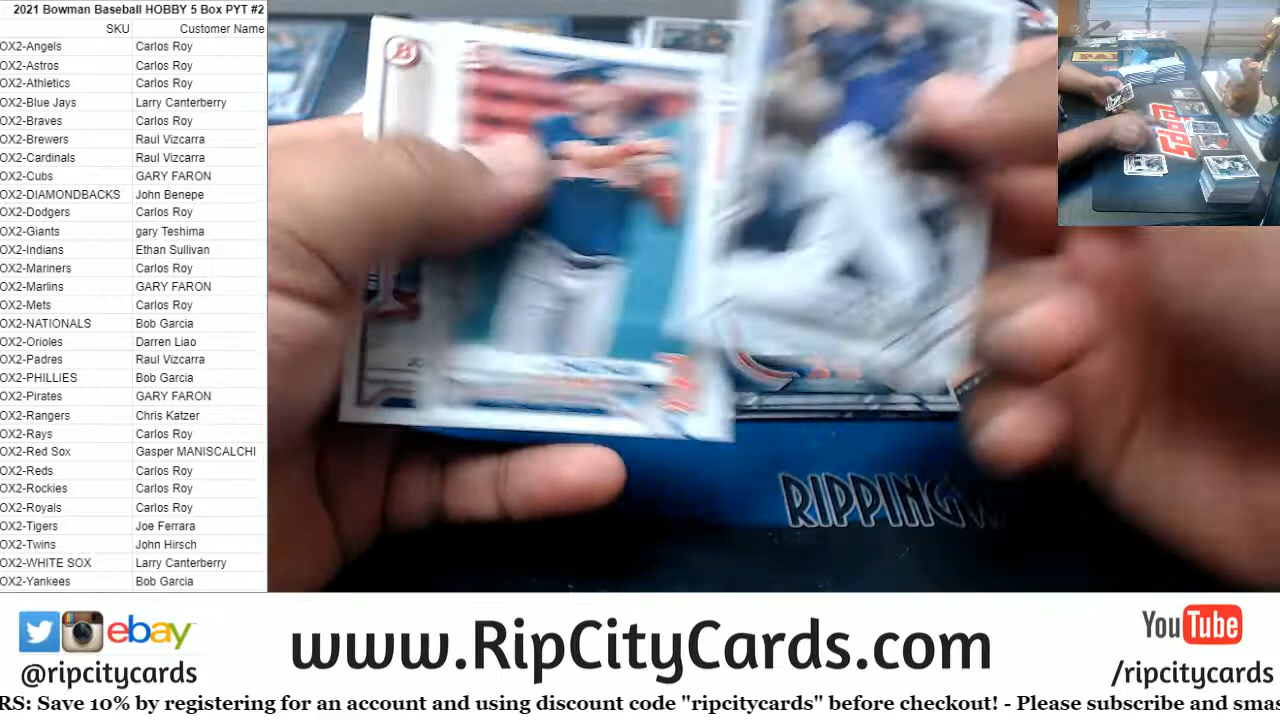 2021 Bowman Baseball HOBBY 5 Box PYT #2
SKU Customer Name
OX2-Angels Carlos Roy
OX2-Astros Carlos Roy
OX2-Athletics Carlos Roy
OX2-Blue Jays Larry Canterberry
OX2-Braves Carlos Roy
OX2-Brewers Raul Vizcarra
OX2-Cardinals Raul Vizcarra
OX2-Cubs GARY FARON
OX2-DIAMONDBACKS John Benepe
OX2-Dodgers Carlos Roy
OX2-Giants gary Teshima
OX2-Indians Ethan Sullivan
OX2-Mariners Carlos Roy
OX2-Marlins GARY FARON
OX2-Mets Carlos Roy
OX2-NATIONALS Bob Garcia
OX2-Orioles Darren Liao
OX2-Padres Raul Vizcarra
OX2-PHILLIES Bob Garcia
OX2-Pirates GARY FARON
OX2-Rangers Chris Katzer
OX2-Rays Carlos Roy
OX2-Red Sox Gasper MANISCALCHI
OX2-Reds Carlos Roy
OX2-Rockies Carlos Roy
OX2-Royals Carlos Roy
OX2-Tigers Joe Ferrara
OX2-Twins John Hirsch
OX2-WHITE SOX Larry Canterberry
OX2-Yankees Bob Garcia
B
Topps
RIPPINGW
ebay
@ripcitycards
www.RipCityCards.com
YouTube
/ripcitycards
RS: Save 10% by registering for an account and using discount code "ripcitycards" before checkout! - Please subscribe and smas